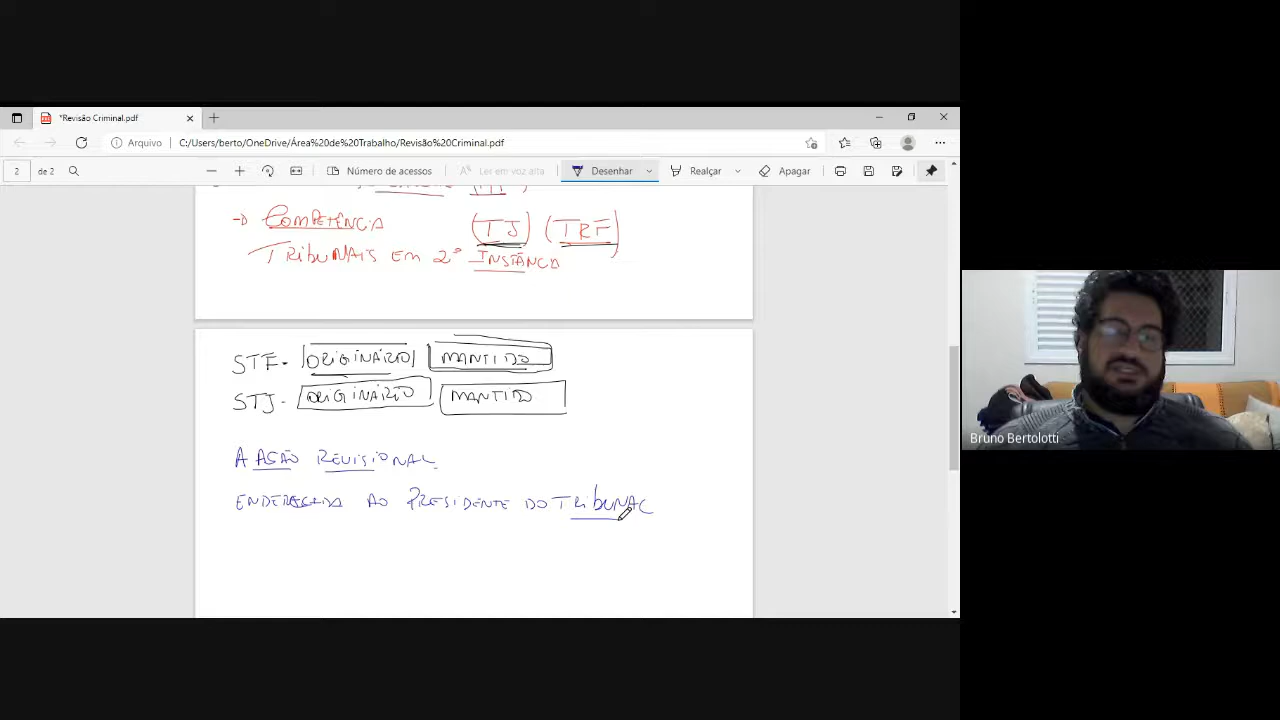 *Revisão Criminal.pdf
Arquivo C:/Users/berto/OneDrive/Área%20de%20Trabalho/Revisão%20Criminal.pdf
2 de 2 Número de acessos Ler em voz alta Desenhar Realçar Apagar
→ COMPETÊNCIA (TJ) (TRF)
TRIBUNAIS EM 2ª INSTÂNCIA
STF- ORIGINÁRIO MANTIDO
STJ- ORIGINÁRIO MANTIDO
Bruno Bertolotti
A AÇÃO REVISIONAL
ENDEREÇADA AO PRESIDENTE DO TRIBUNAL